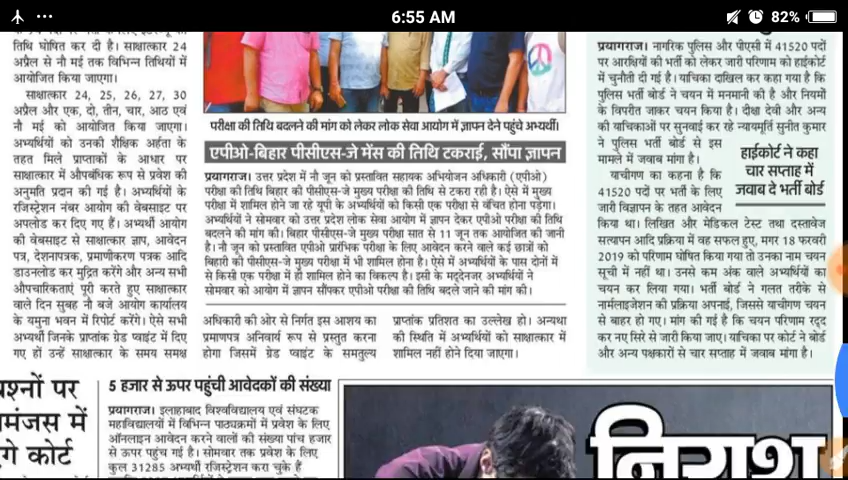 6:55 AM
82%
तिथि घोषित कर दी है। साक्षात्कार 24
अप्रैल से नौ मई तक विभिन्न तिथियों में
आयोजित किया जाएगा।
साक्षात्कार 24, 25, 26, 27, 30
अप्रैल और एक, दो, तीन, चार, आठ एवं
नौ मई को आयोजित किया जाएगा।
अभ्यर्थियों को उनकी शैक्षिक अर्हता के
तहत मिले प्राप्तांकों के आधार पर
साक्षात्कार में औपबंधिक रूप से प्रवेश की
अनुमति प्रदान की गई है। अभ्यर्थियों के
रजिस्ट्रेशन नंबर आयोग की वेबसाइट पर
अपलोड कर दिए गए हैं। अभ्यर्थी आयोग
की वेबसाइट से साक्षात्कार ज्ञाप, आवेदन
पत्र, देशनापत्रक, प्रमाणीकरण पत्रक आदि
डाउनलोड कर मुद्रित करेंगे और अन्य सभी
औपचारिकताएं पूरी करते हुए साक्षात्कार
वाले दिन सुबह नौ बजे आयोग कार्यालय
के यमुना भवन में रिपोर्ट करेंगे। ऐसे सभी
अभ्यर्थी जिनके प्राप्तांक ग्रेड प्वाइंट में दिए
गए हों उन्हें साक्षात्कार के समय समक्ष
परीक्षा की तिथि बदलने की मांग को लेकर लोक सेवा आयोग में ज्ञापन देने पहुंचे अभ्यर्थी।
एपीओ-बिहार पीसीएस-जे मेंस की तिथि टकराई, सौंपा ज्ञापन
प्रयागराज। उत्तर प्रदेश में नौ जून को प्रस्तावित सहायक अभियोजन अधिकारी (एपीओ)
परीक्षा की तिथि बिहार की पीसीएस-जे मुख्य परीक्षा की तिथि से टकरा रही है। ऐसे में मुख्य
परीक्षा में शामिल होने जा रहे यूपी के अभ्यर्थियों को किसी एक परीक्षा से वंचित होना पड़ेगा।
अभ्यर्थियों ने सोमवार को उत्तर प्रदेश लोक सेवा आयोग में ज्ञापन देकर एपीओ परीक्षा की तिथि
बदलने की मांग की। बिहार पीसीएस-जे मुख्य परीक्षा सात से 11 जून तक आयोजित की जानी
है। नौ जून को प्रस्तावित एपीओ प्रारंभिक परीक्षा के लिए आवेदन करने वाले कई छात्रों को
बिहारी की पीसीएस-जे मुख्य परीक्षा में भी शामिल होना है। ऐसे में अभ्यर्थियों के पास दोनों में
से किसी एक परीक्षा में ही शामिल होने का विकल्प है। इसी के मद्देनजर अभ्यर्थियों ने
सोमवार को आयोग में ज्ञापन सौंपकर एपीओ परीक्षा की तिथि बदले जाने की मांग की।
अधिकारी की ओर से निर्गत इस आशय का
प्रमाणपत्र अनिवार्य रूप से प्रस्तुत करना
होगा जिसमें ग्रेड प्वाइंट के समतुल्य
प्राप्तांक प्रतिशत का उल्लेख हो। अन्यथा
की स्थिति में अभ्यर्थियों को साक्षात्कार में
शामिल नहीं होने दिया जाएगा।
प्रयागराज। नागरिक पुलिस और पीएसी में 41520 पदों
पर आरक्षियों की भर्ती को लेकर जारी परिणाम को हाईकोर्ट
में चुनौती दी गई है। याचिका दाखिल कर कहा गया है कि
पुलिस भर्ती बोर्ड ने चयन में मनमानी की है और नियमों
के विपरीत जाकर चयन किया है। दीक्षा देवी और अन्य
की याचिकाओं पर सुनवाई कर रहे न्यायमूर्ति सुनीत कुमार
ने पुलिस भर्ती बोर्ड से इस
मामले में जवाब मांगा है।
याचीगण का कहना है कि
41520 पदों पर भर्ती के लिए
जारी विज्ञापन के तहत आवेदन
हाईकोर्ट ने कहा
चार सप्ताह में
जवाब दे भर्ती बोर्ड
किया था। लिखित और मेडिकल टेस्ट तथा दस्तावेज
सत्यापन आदि प्रक्रिया में वह सफल हुए, मगर 18 फरवरी
2019 को परिणाम घोषित किया गया तो उनका नाम चयन
सूची में नहीं था। उनसे कम अंक वाले अभ्यर्थियों का
चयन कर लिया गया। भर्ती बोर्ड ने गलत तरीके से
नार्मलाइजेशन की प्रक्रिया अपनाई, जिससे याचीगण चयन
से बाहर हो गए। मांग की गई है कि चयन परिणाम रद्द
कर नए सिरे से जारी किया जाए। याचिका पर कोर्ट ने बोर्ड
और अन्य पक्षकारों से चार सप्ताह में जवाब मांगा है।
श्नों पर
मंजस में
गे कोर्ट
5 हजार से ऊपर पहुंची आवेदकों की संख्या
प्रयागराज। इलाहाबाद विश्वविद्यालय एवं संघटक
महाविद्यालयों में विभिन्न पाठ्यक्रमों में प्रवेश के लिए
ऑनलाइन आवेदन करने वालों की संख्या पांच हजार
से ऊपर पहुंच गई है। सोमवार तक प्रवेश के लिए
कुल 31285 अभ्यर्थी रजिस्ट्रेशन करा चुके हैं